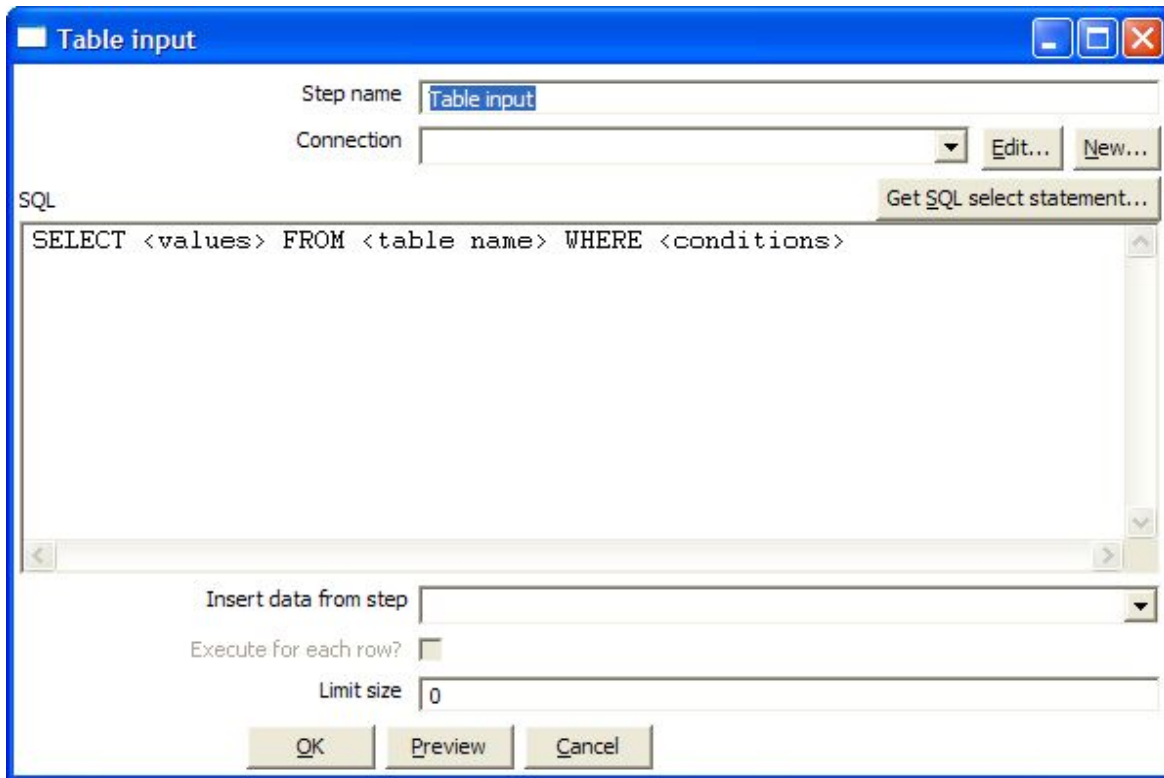 Table input
Step name Table input
Connection Edit... New...
SQL Get SQL select statement...
SELECT <values> FROM <table name> WHERE <conditions>
Insert data from step
Execute for each row?
Limit size 0
OK Preview Cancel